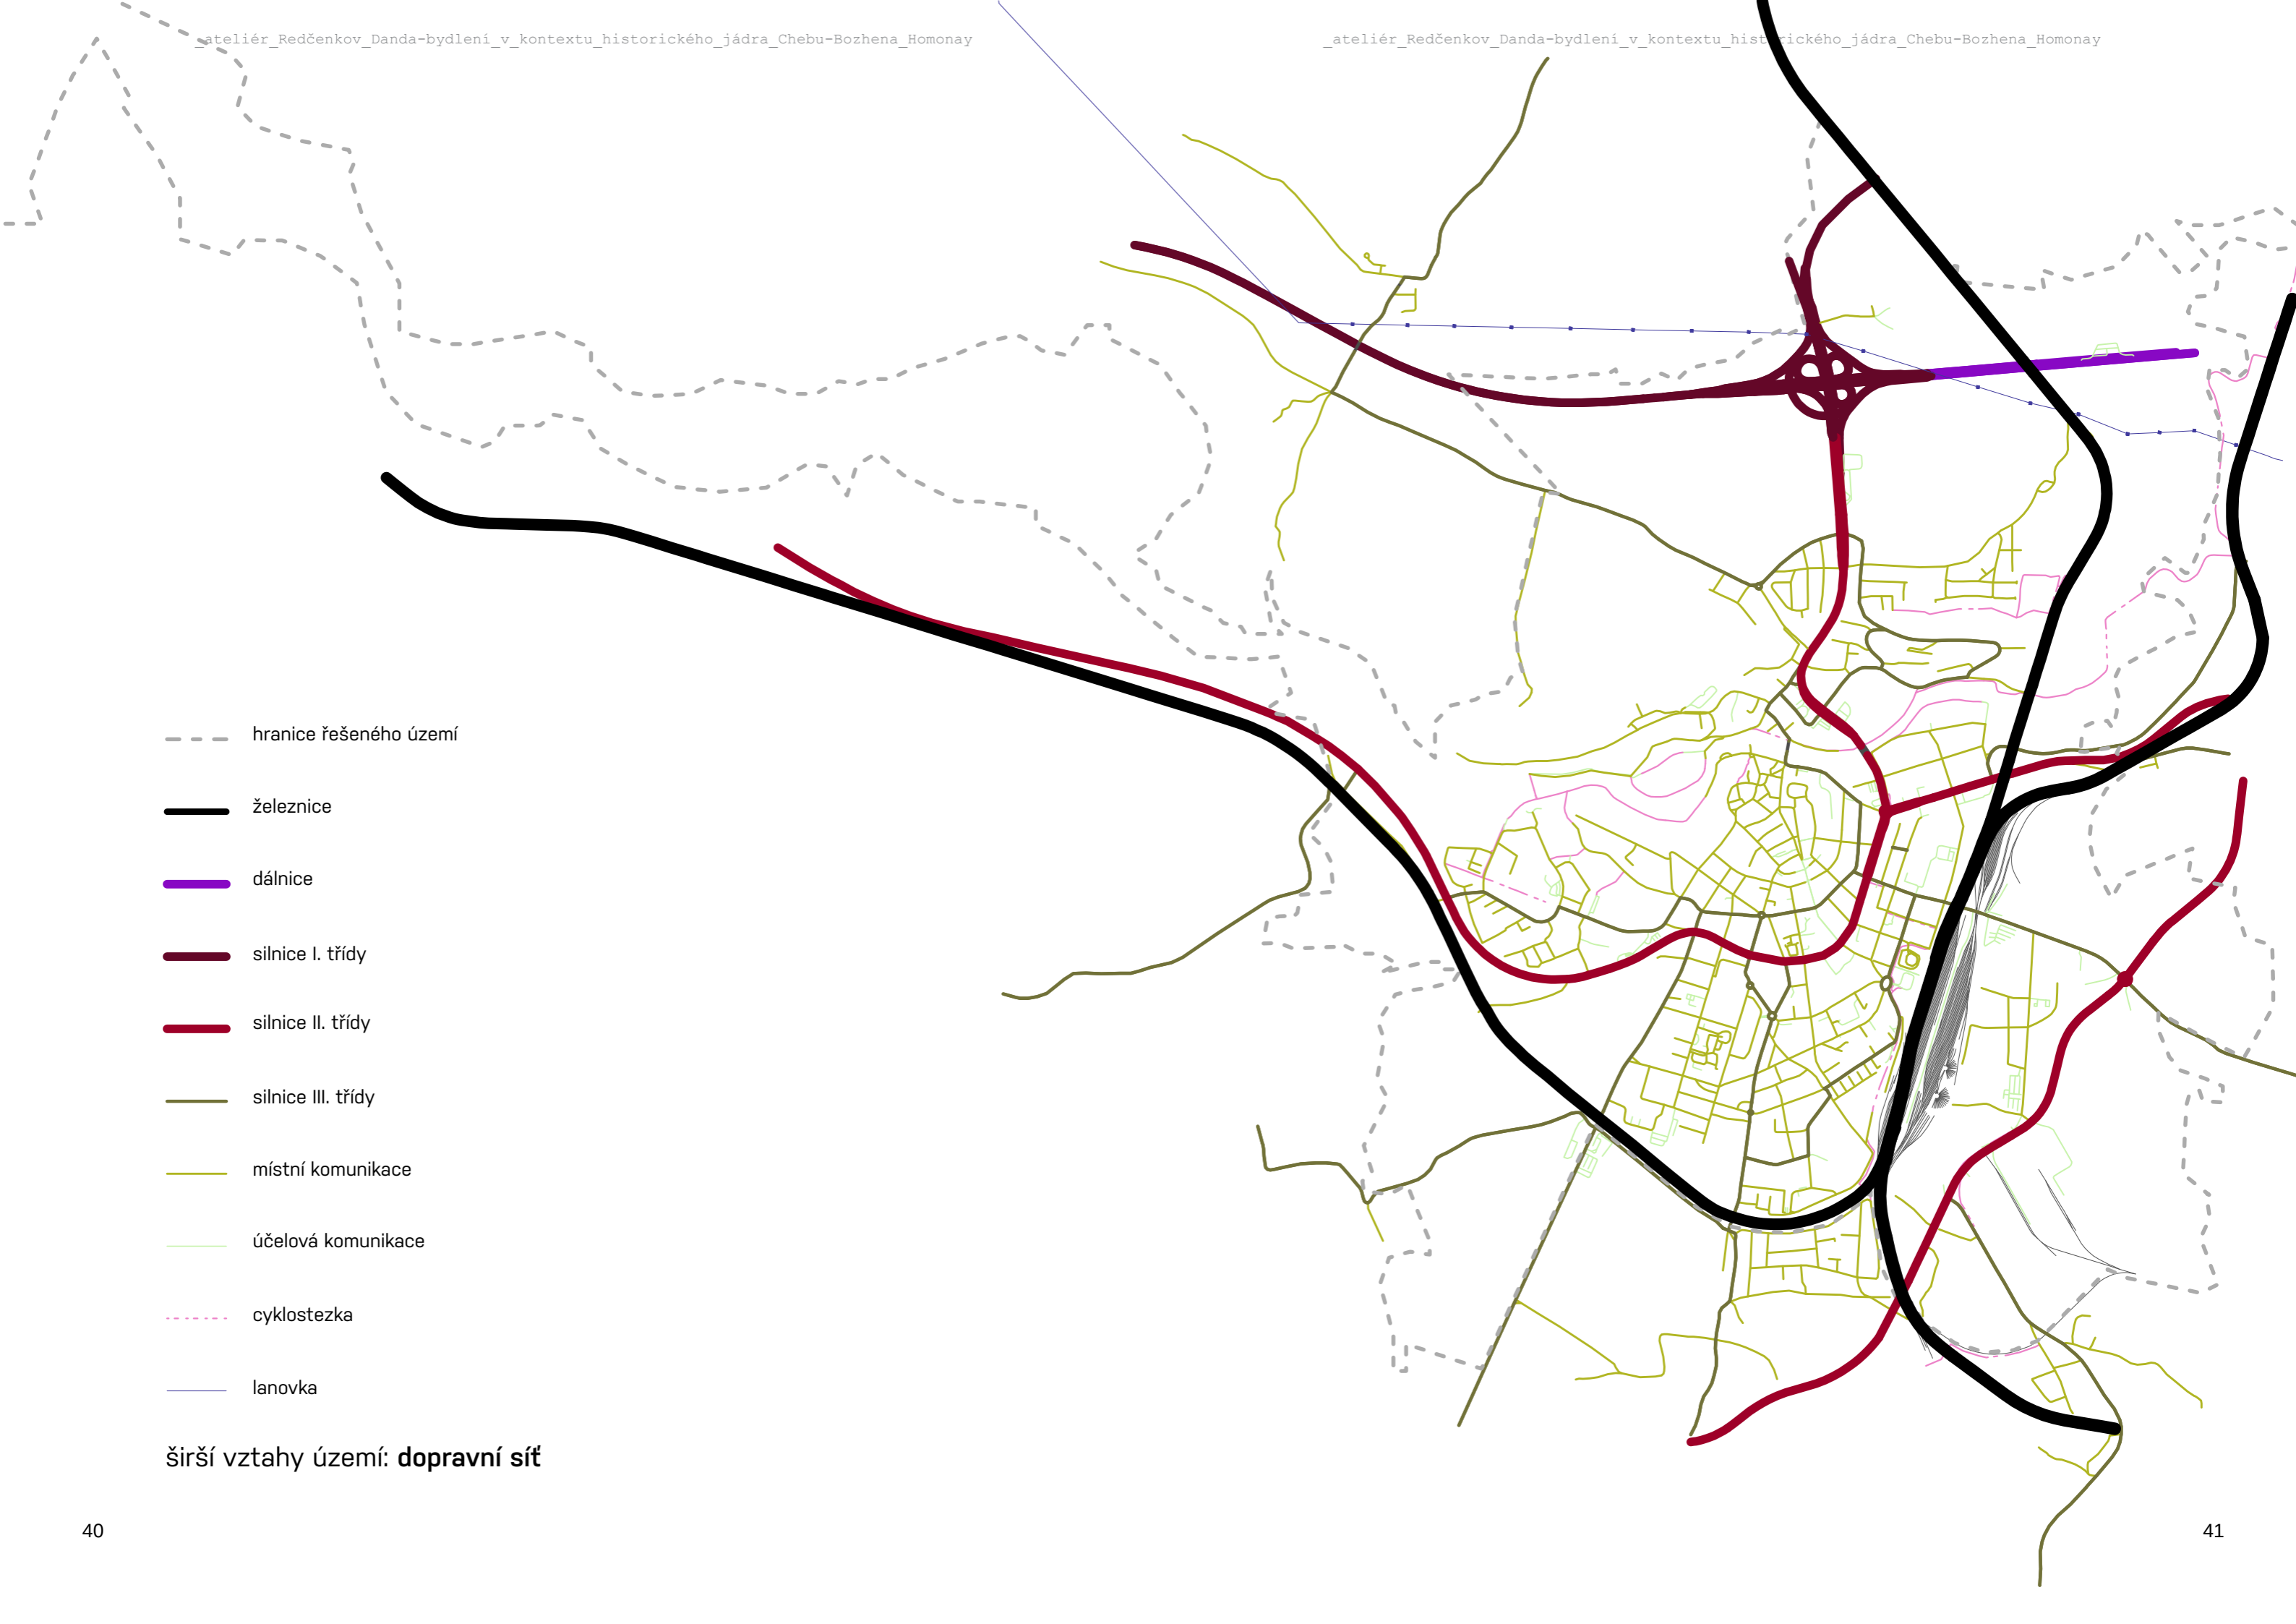 _ateliér_Redčenkov_Danda-bydlení_v_kontextu_historického_jádra_Chebu-Bozhena_Homonay
_ateliér_Redčenkov_Danda-bydlení_v_kontextu_historického_jádra_Chebu-Bozhena_Homonay
hranice řešeného území
železnice
dálnice
silnice I. třídy
silnice II. třídy
silnice III. třídy
místní komunikace
účelová komunikace
cyklostezka
lanovka
širší vztahy území: dopravní síť
40
41